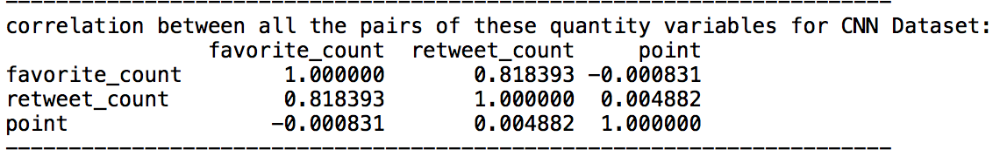 correlation between all the pairs of these quantity variables for CNN Dataset:
favorite_count retweet_count point
favorite_count 1.000000 0.818393 -0.000831
retweet_count 0.818393 1.000000 0.004882
point -0.000831 0.004882 1.000000